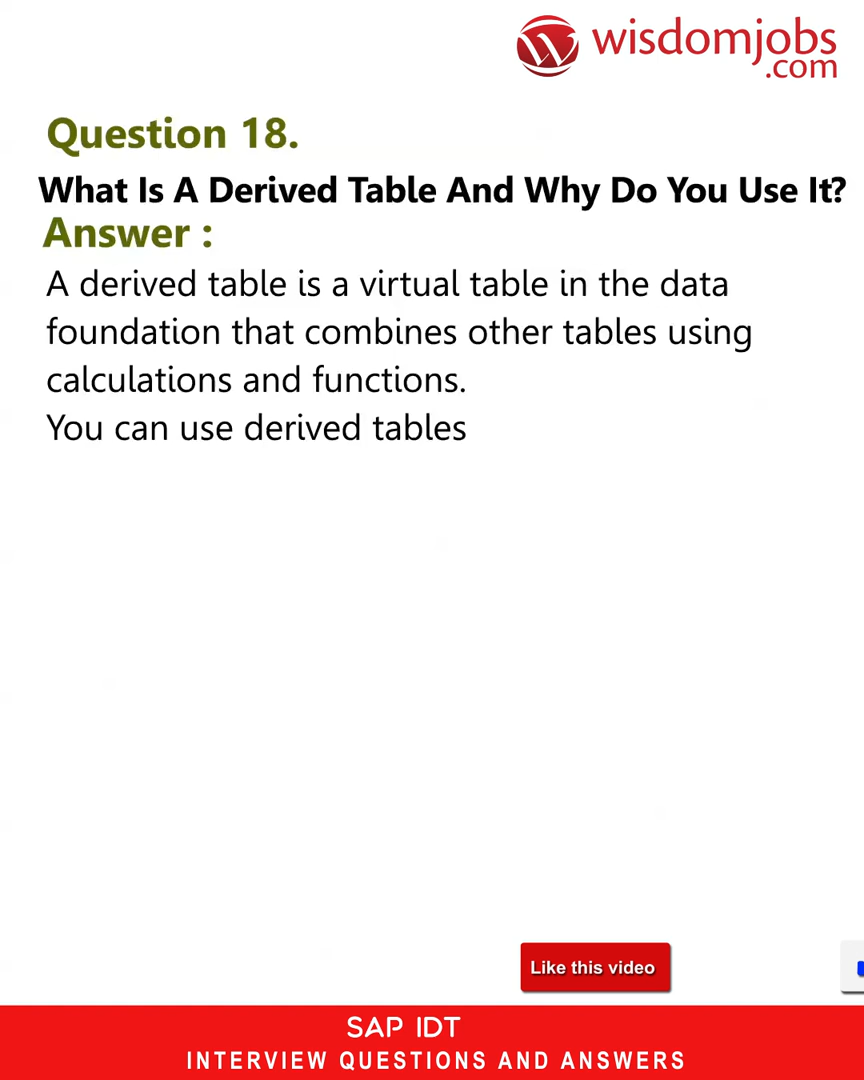 wisdomjobs
.com
Question 18.
What Is A Derived Table And Why Do You Use It?
Answer :
A derived table is a virtual table in the data
foundation that combines other tables using
calculations and functions.
You can use derived tables
Like this video
SAP IDT
INTERVIEW QUESTIONS AND ANSWERS